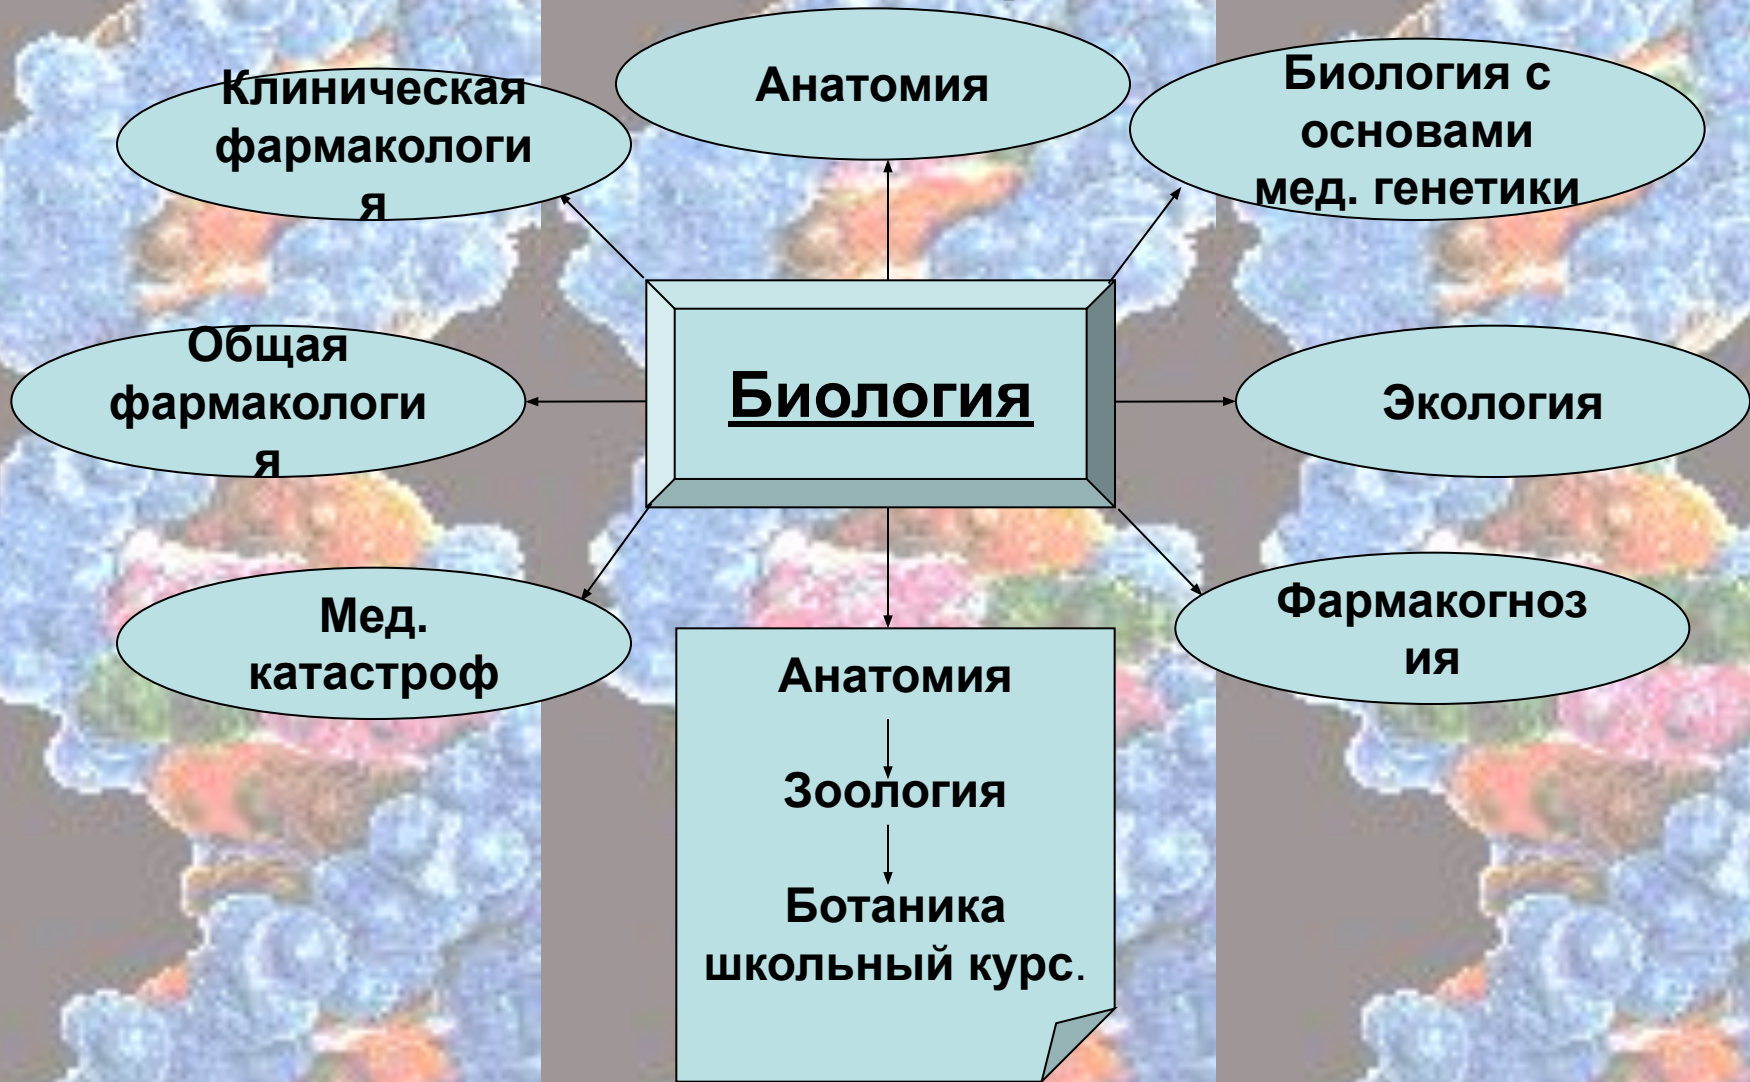 Анатомия
Клиническая
фармакологи
я
Биология с
основами
мед. генетики
Общая
фармакологи
я
Биология
Экология
Мед.
катастроф
Фармакогноз
ия
Анатомия
Зоология
Ботаника
школьный курс.